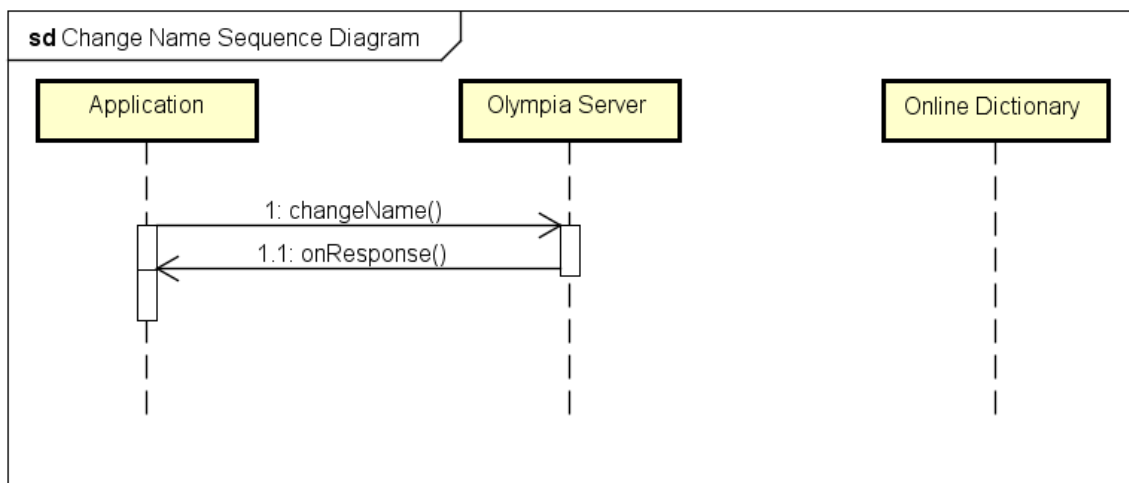 sd Change Name Sequence Diagram
Application
Olympia Server
Online Dictionary
1: changeName()
1.1: onResponse()